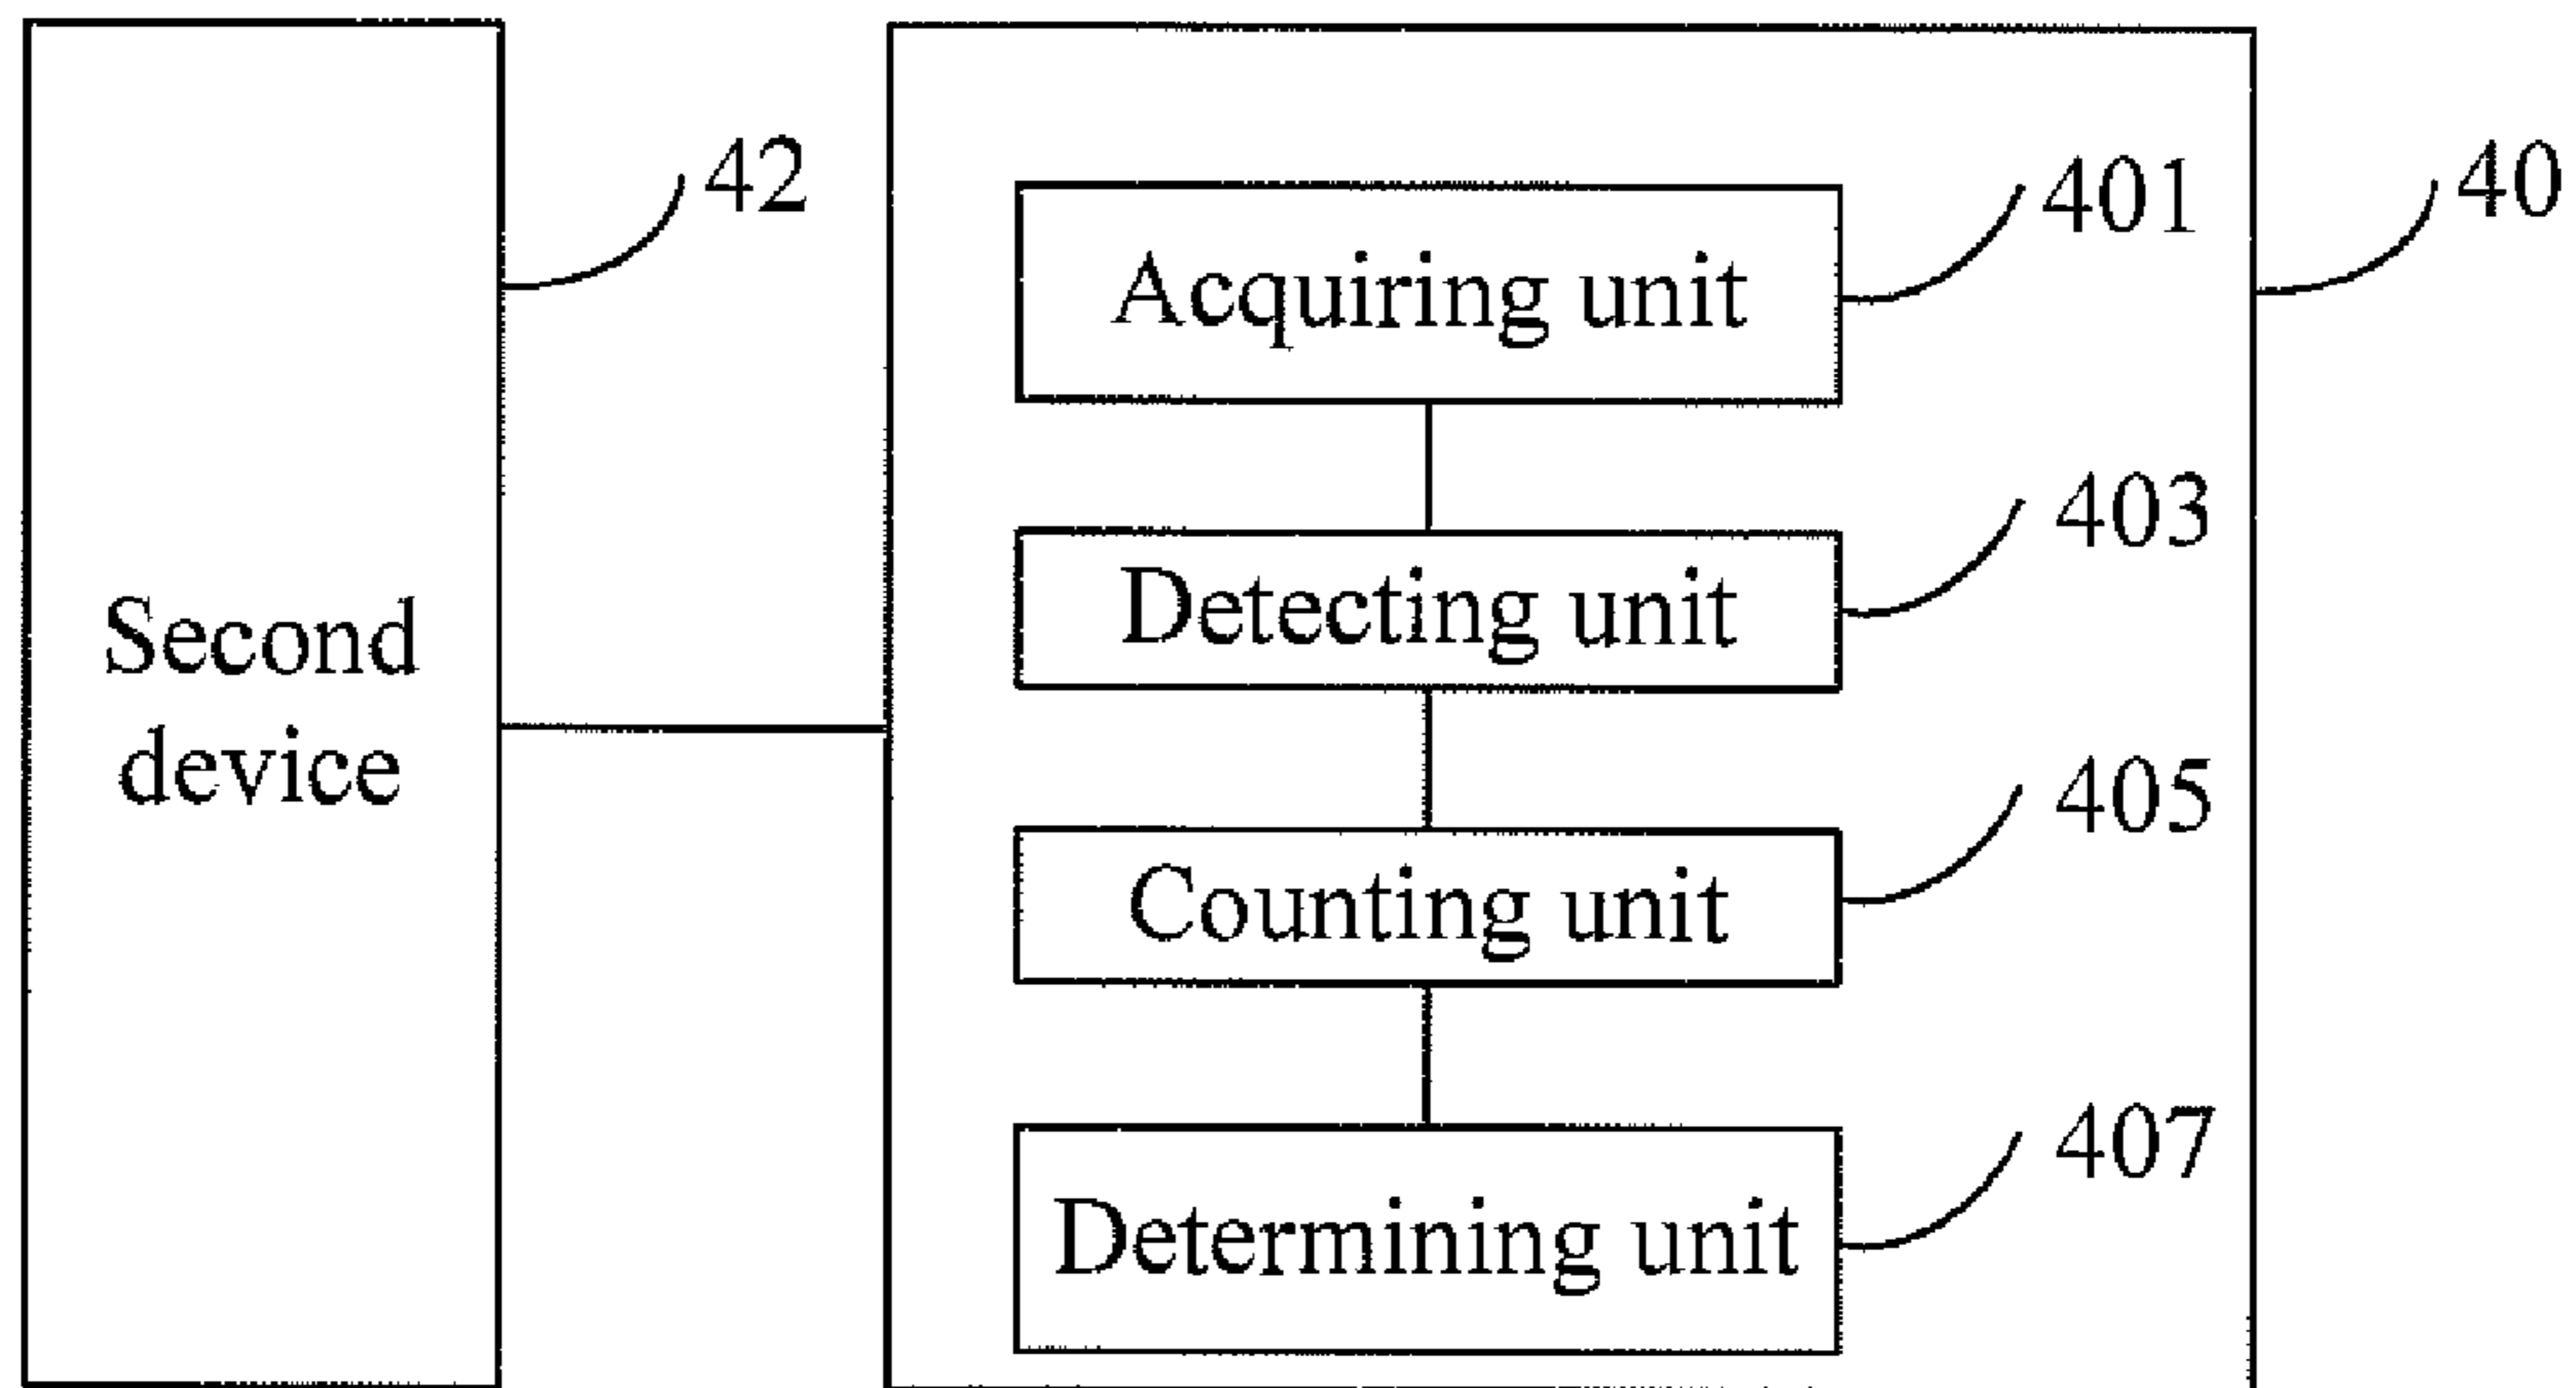 42
401
40
Acquiring unit
403
Detecting unit
Second
device
405
Counting unit
407
Determining unit